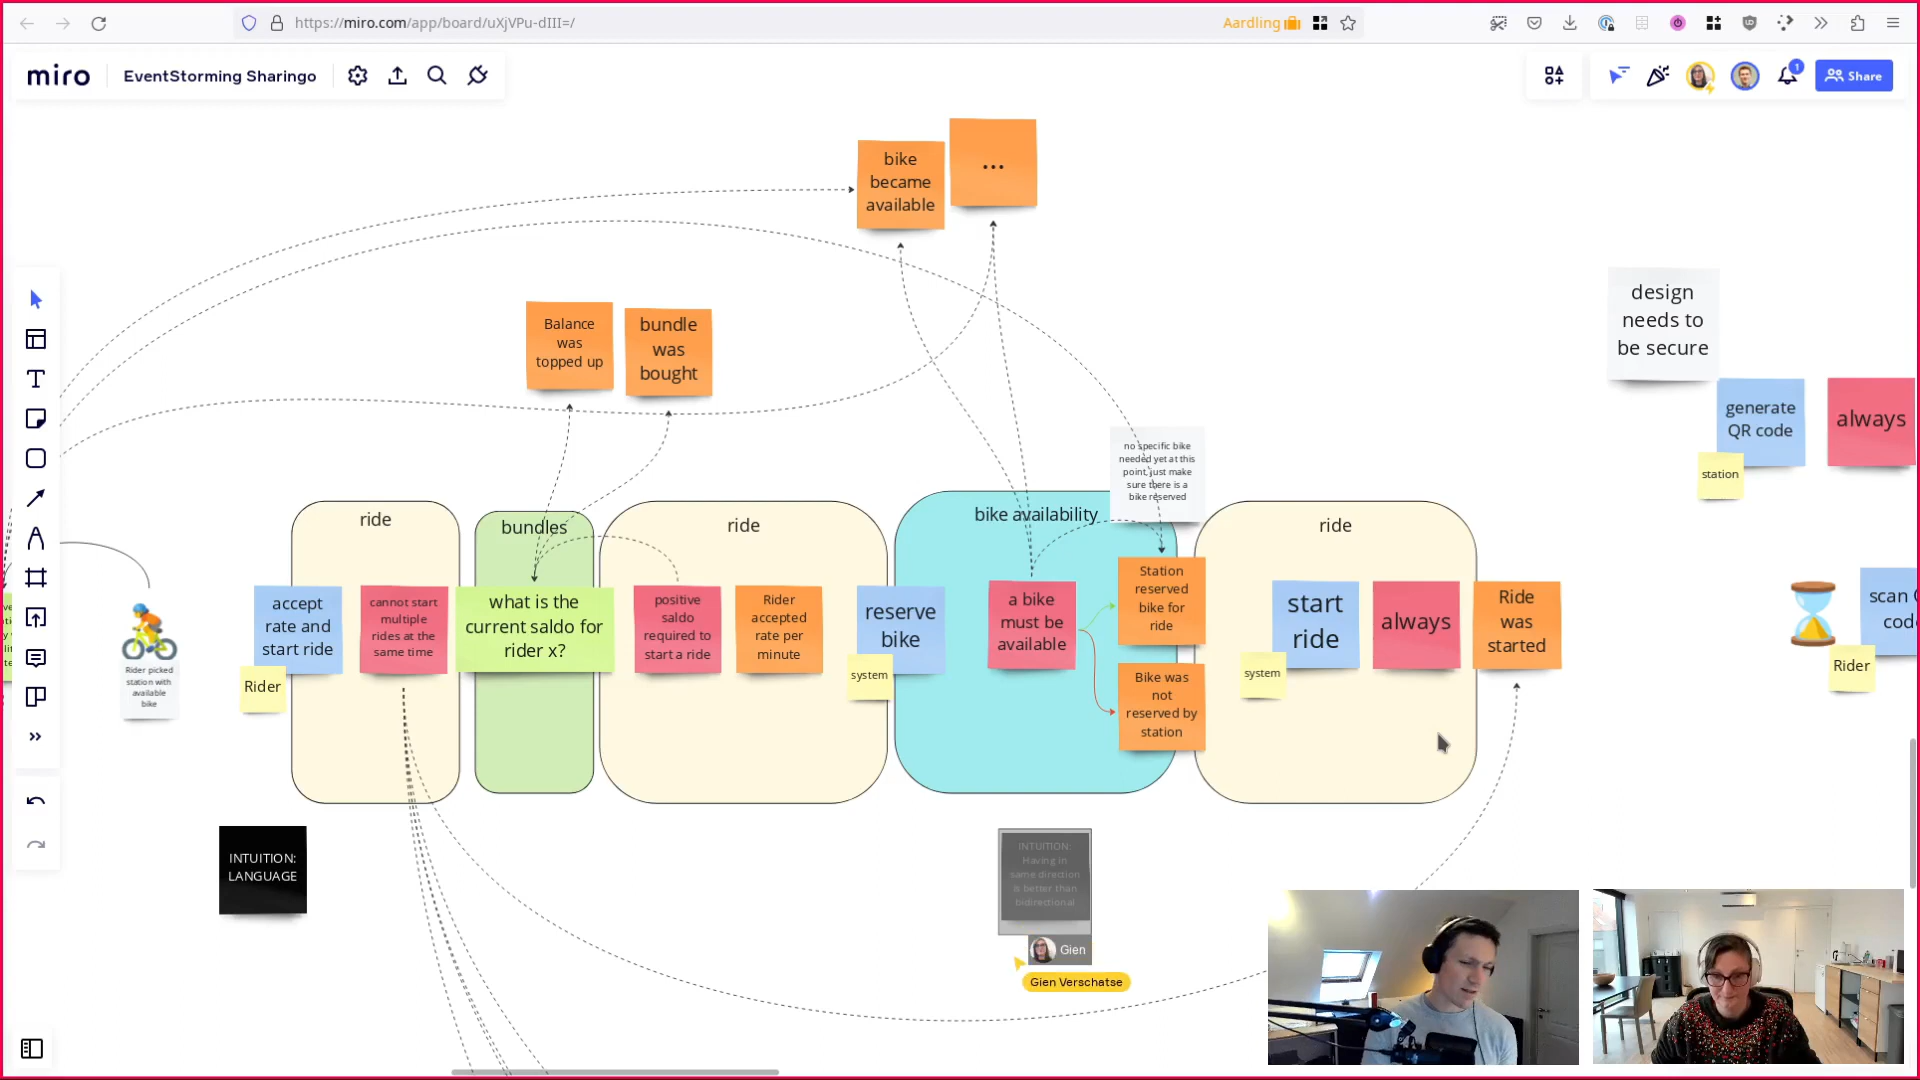 https://miro.com/app/board/uXjVPu-dIII=/
Aardling
miro
EventStorming Sharingo
1
Share
bike
became
available
...
Balance
was
topped up
bundle
was
bought
design
needs to
be secure
generate
QR code
always
station
no specific bike
needed yet at this
point, just make
sure there is a
bike reserved
ride
bundles
ride
bike availability
ride
Rider picked
station with
available
bike
accept
rate and
start ride
Rider
cannot start
multiple
rides at the
same time
what is the
current saldo for
rider x?
positive
saldo
required to
start a ride
Rider
accepted
rate per
minute
reserve
bike
system
a bike
must be
available
Station
reserved
bike for
ride
Bike was
not
reserved by
station
start
ride
system
always
Ride
was
started
Rider
INTUITION:
LANGUAGE
INTUITION:
Having in
same direction
is better than
bidirectional
Gien
Gien Verschatse